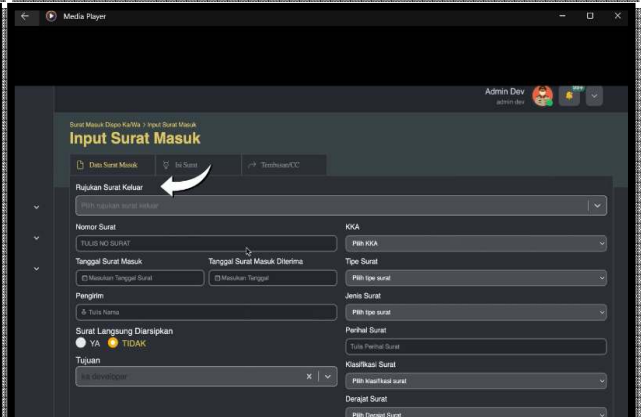 Media Player
Admin Dev
admin dev
99+
Surat Masuk Dispo Ka/Wa > Input Surat Masuk
Input Surat Masuk
Data Surat Masuk
Isi Surat
Tembusan/CC
Rujukan Surat Keluar
Pilih rujukan surat keluar
Nomor Surat
KKA
TULIS NO SURAT
Pilih KKA
Tanggal Surat Masuk
Tanggal Surat Masuk Diterima
Tipe Surat
Masukan Tanggal Surat
Masukan Tanggal
Pilih tipe surat
Pengirim
Jenis Surat
Tulis Nama
Pilih tipe surat
Surat Langsung Diarsipkan
Perihal Surat
YA
TIDAK
Tulis Perihal Surat
Tujuan
Klasifikasi Surat
ka developer
Pilih klasifikasi surat
Derajat Surat
Pilih Derajat Surat